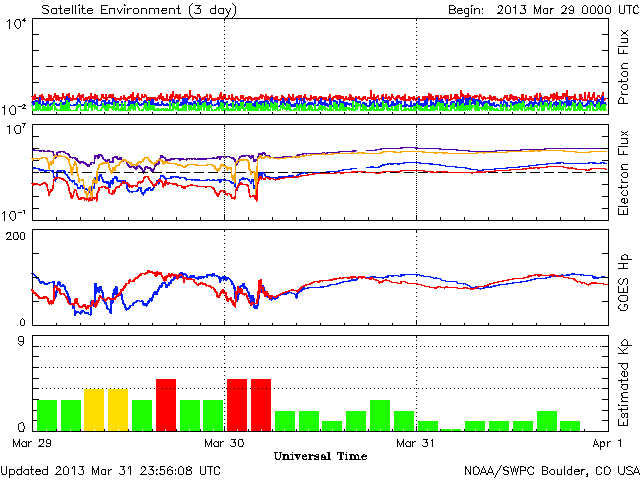 Satellite Environment (3 day) Begin: 2013 Mar 29 0000 UTC
10⁴
Proton Flux
10⁻²
10⁷
Electron Flux
10⁻¹
200
GOES Hp
0
9
Estimated Kp
0
Mar 29 Mar 30 Mar 31 Apr 1
Universal Time
Updated 2013 Mar 31 23:56:08 UTC NOAA/SWPC Boulder, CO USA